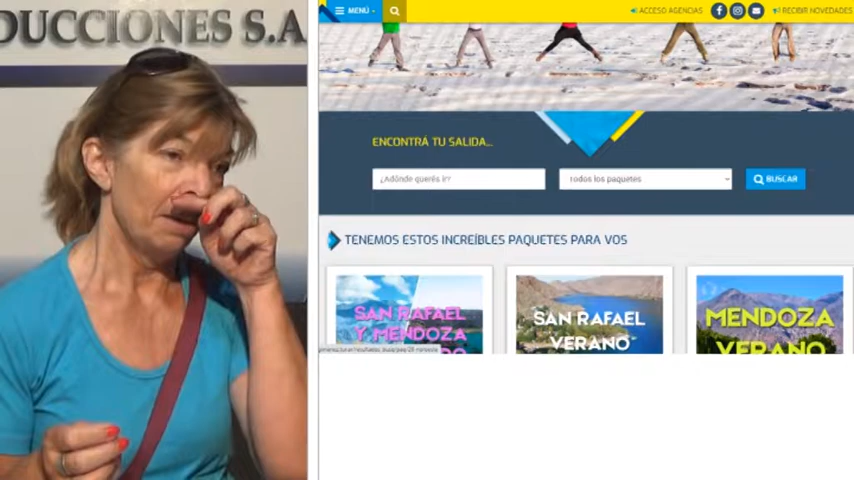 DUCCIONES S.A
MENÚ
ACCESO AGENCIAS
RECIBIR NOVEDADES
ENCONTRÁ TU SALIDA...
¿Adónde querés ir?
Todos los paquetes
BUSCAR
TENEMOS ESTOS INCREÍBLES PAQUETES PARA VOS
SAN RAFAEL
Y MENDOZA
SAN RAFAEL
VERANO
MENDOZA
VERANO